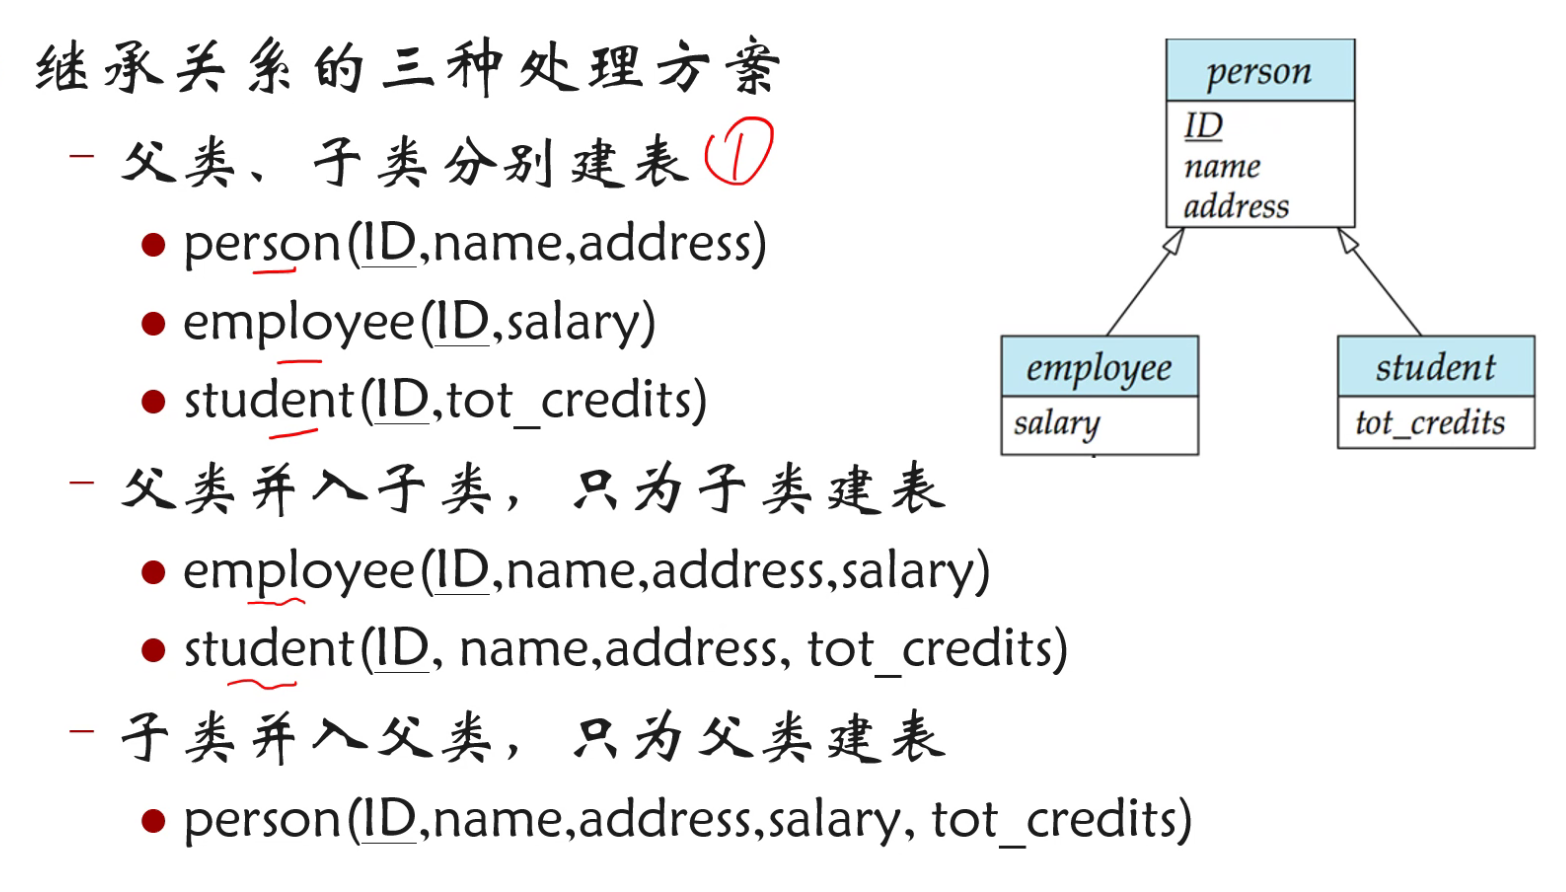 继承关系的三种处理方案
– 父类、子类分别建表 ①
• person(ID,name,address)
• employee(ID,salary)
• student(ID,tot_credits)
– 父类并入子类，只为子类建表
• employee(ID,name,address,salary)
• student(ID, name,address, tot_credits)
– 子类并入父类，只为父类建表
• person(ID,name,address,salary, tot_credits)
person
ID
name
address
employee
salary
student
tot_credits